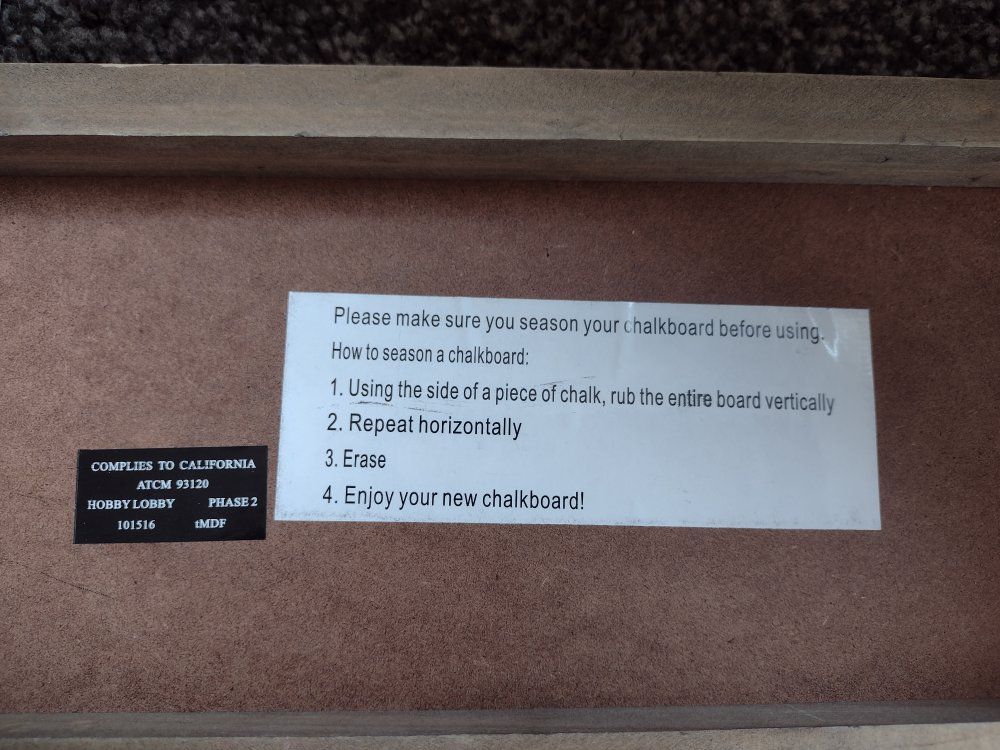 Please make sure you season your chalkboard before using.
How to season a chalkboard:
1. Using the side of a piece of chalk, rub the entire board vertically
2. Repeat horizontally
3. Erase
4. Enjoy your new chalkboard!
COMPLIES TO CALIFORNIA
ATCM 93120
HOBBY LOBBY PHASE 2
101516 tMDF